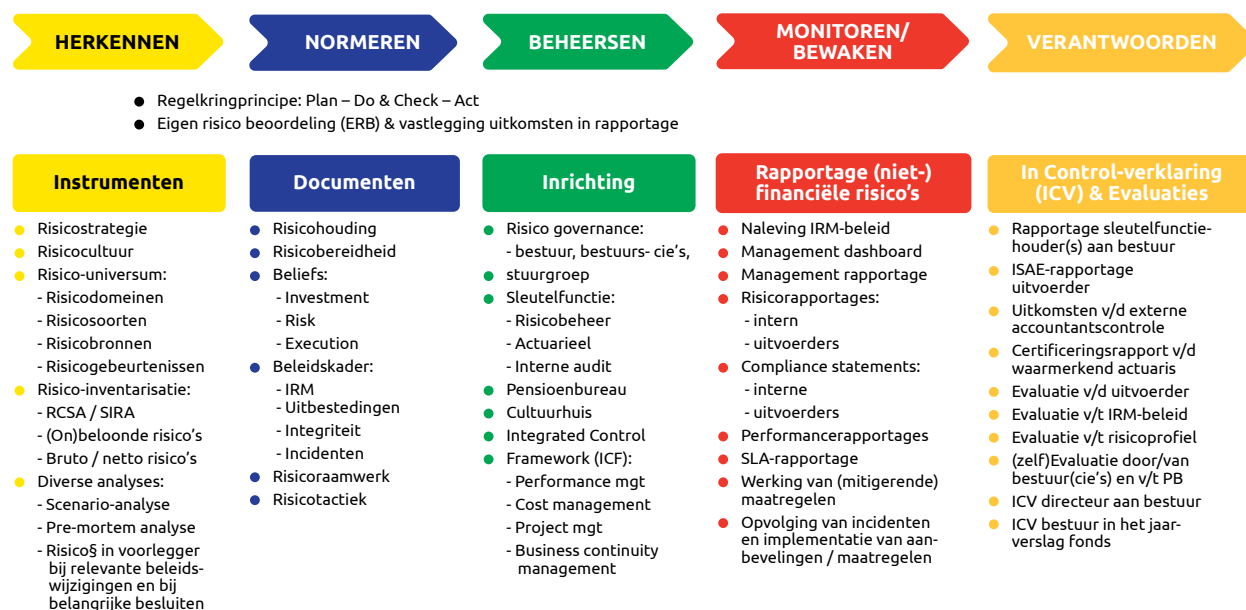 HERKENNEN
NORMEREN
BEHEERSEN
MONITOREN/
BEWAKEN
VERANTWOORDEN
● Regelkringprincipe: Plan – Do & Check – Act
● Eigen risico beoordeling (ERB) & vastlegging uitkomsten in rapportage
Instrumenten
● Risicostrategie
● Risicocultuur
● Risico-universum:
- Risicodomeinen
- Risicosoorten
- Risicobronnen
- Risicogebeurtenissen
● Risico-inventarisatie:
- RCSA / SIRA
- (On)beloonde risico's
- Bruto / netto risico's
● Diverse analyses:
- Scenario-analyse
- Pre-mortem analyse
- Risico§ in voorlegger
bij relevante beleids-
wijzigingen en bij
belangrijke besluiten
Documenten
● Risicohouding
● Risicobereidheid
● Beliefs:
- Investment
- Risk
- Execution
● Beleidskader:
- IRM
- Uitbestedingen
- Integriteit
- Incidenten
● Risicoraamwerk
● Risicotactiek
Inrichting
● Risico governance:
- bestuur, bestuurs- cie's,
● stuurgroep
● Sleutelfunctie:
- Risicobeheer
- Actuarieel
- Interne audit
● Pensioenbureau
● Cultuurhuis
● Integrated Control
● Framework (ICF):
- Performance mgt
- Cost management
- Project mgt
- Business continuity
management
Rapportage (niet-)
financiële risico's
● Naleving IRM-beleid
● Management dashboard
● Management rapportage
● Risicorapportages:
- intern
- uitvoerders
● Compliance statements:
- interne
- uitvoerders
● Performancerapportages
● SLA-rapportage
● Werking van (mitigerende)
maatregelen
● Opvolging van incidenten
en implementatie van aan-
bevelingen / maatregelen
In Control-verklaring
(ICV) & Evaluaties
● Rapportage sleutelfunctie-
houder(s) aan bestuur
● ISAE-rapportage
uitvoerder
● Uitkomsten v/d externe
accountantscontrole
● Certificeringsrapport v/d
waarmerkend actuaris
● Evaluatie v/d uitvoerder
● Evaluatie v/t IRM-beleid
● Evaluatie v/t risicoprofiel
● (zelf)Evaluatie door/van
bestuur(cie's) en v/t PB
● ICV directeur aan bestuur
● ICV bestuur in het jaar-
verslag fonds